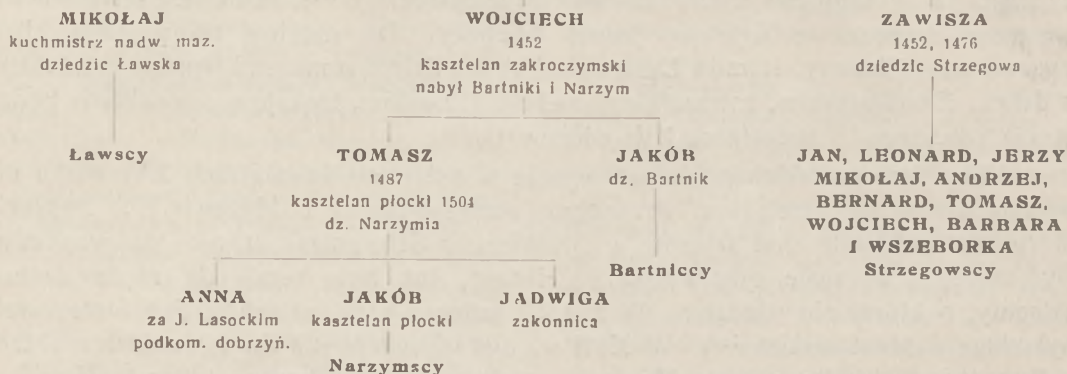 MIKOŁAJ
kuchmistrz nadw. maz.
dziedzic Ławska
WOJCIECH
1452
kasztelan zakroczymski
nabył Bartniki i Narzym
ZAWISZA
1452, 1476
dziedzic Strzegowa
Ławscy
TOMASZ
1487
kasztelan płocki 1504
dz. Narzymia
JAKÓB
dz. Bartnik
JAN, LEONARD, JERZY
MIKOŁAJ, ANDRZEJ,
BERNARD, TOMASZ,
WOJCIECH, BARBARA
I WSZEBORKA
Strzegowscy
Bartniccy
ANNA
za J. Lasockim
podkom. dobrzyń.
JAKÓB
kasztelan płocki
JADWIGA
zakonnica
Narzymscy